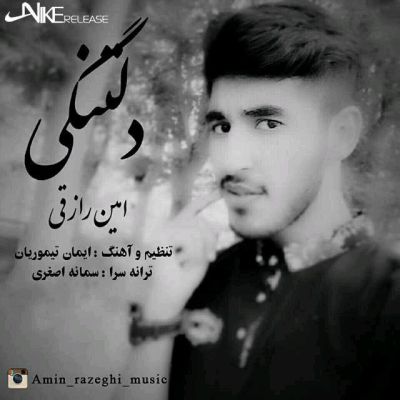 NIKE RELEASE
دلتنگی
امین رازقی
تنظیم و آهنگ : ایمان تیموریان
ترانه سرا : سمانه اصغری
Amin_razeghi_music